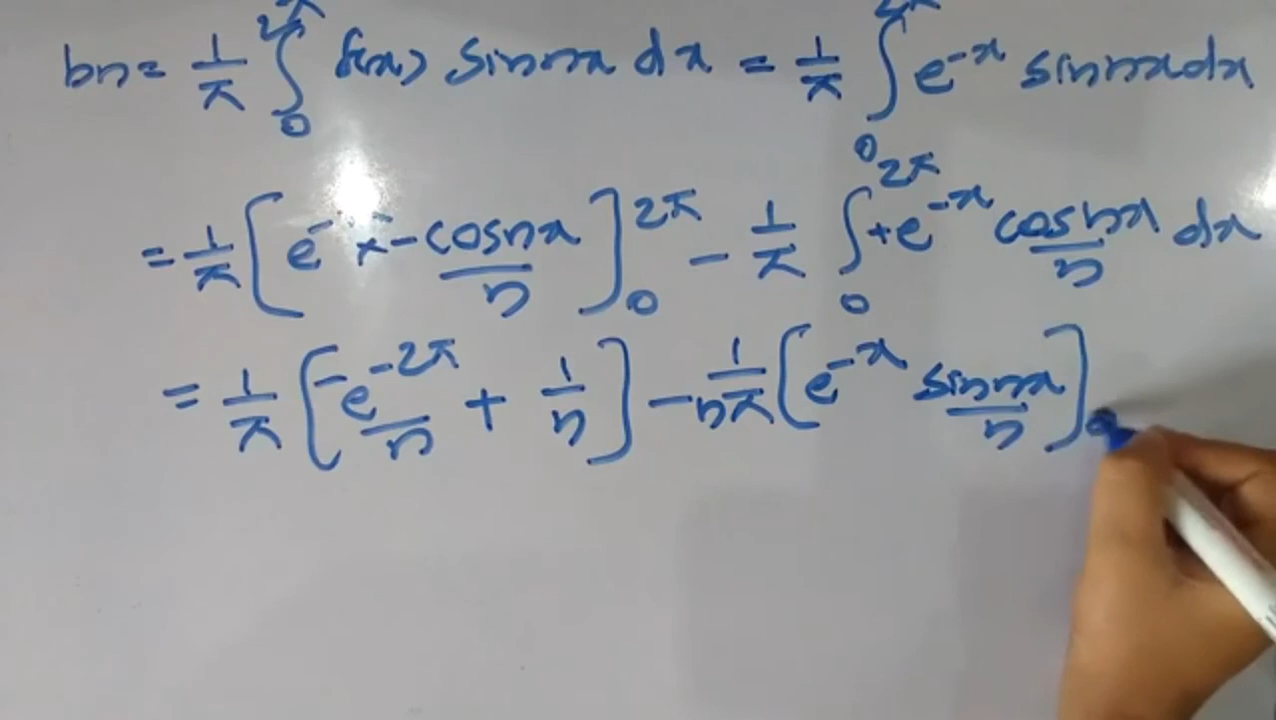 bn = 1/π ∫₀^2π f(x) sin nx dx = 1/π ∫₀^2π e^-x sin nx dx
= 1/π [ e^-x - cos nx / n ]₀^2π - 1/π ∫₀^2π + e^-x cos nx / n dx
= 1/π [ -e^-2π / n + 1/n ] - 1/nπ [ e^-x sin nx / n ]